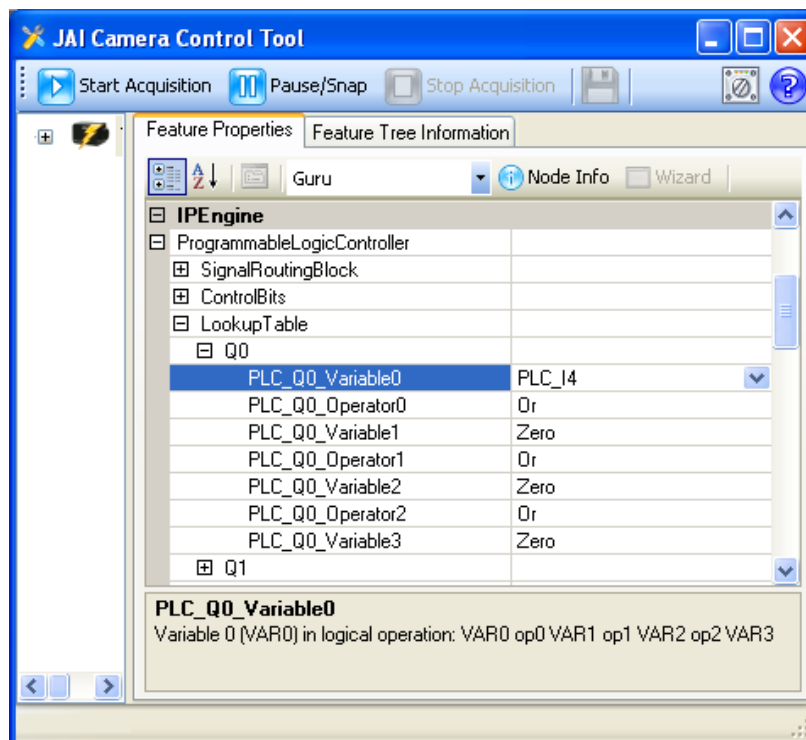 JAI Camera Control Tool
Start Acquisition Pause/Snap Stop Acquisition
Feature Properties Feature Tree Information
Guru Node Info Wizard
IPEngine
ProgrammableLogicController
SignalRoutingBlock
ControlBits
LookupTable
Q0
PLC_Q0_Variable0 PLC_I4
PLC_Q0_Operator0 Or
PLC_Q0_Variable1 Zero
PLC_Q0_Operator1 Or
PLC_Q0_Variable2 Zero
PLC_Q0_Operator2 Or
PLC_Q0_Variable3 Zero
Q1
PLC_Q0_Variable0
Variable 0 (VAR0) in logical operation: VAR0 op0 VAR1 op1 VAR2 op2 VAR3